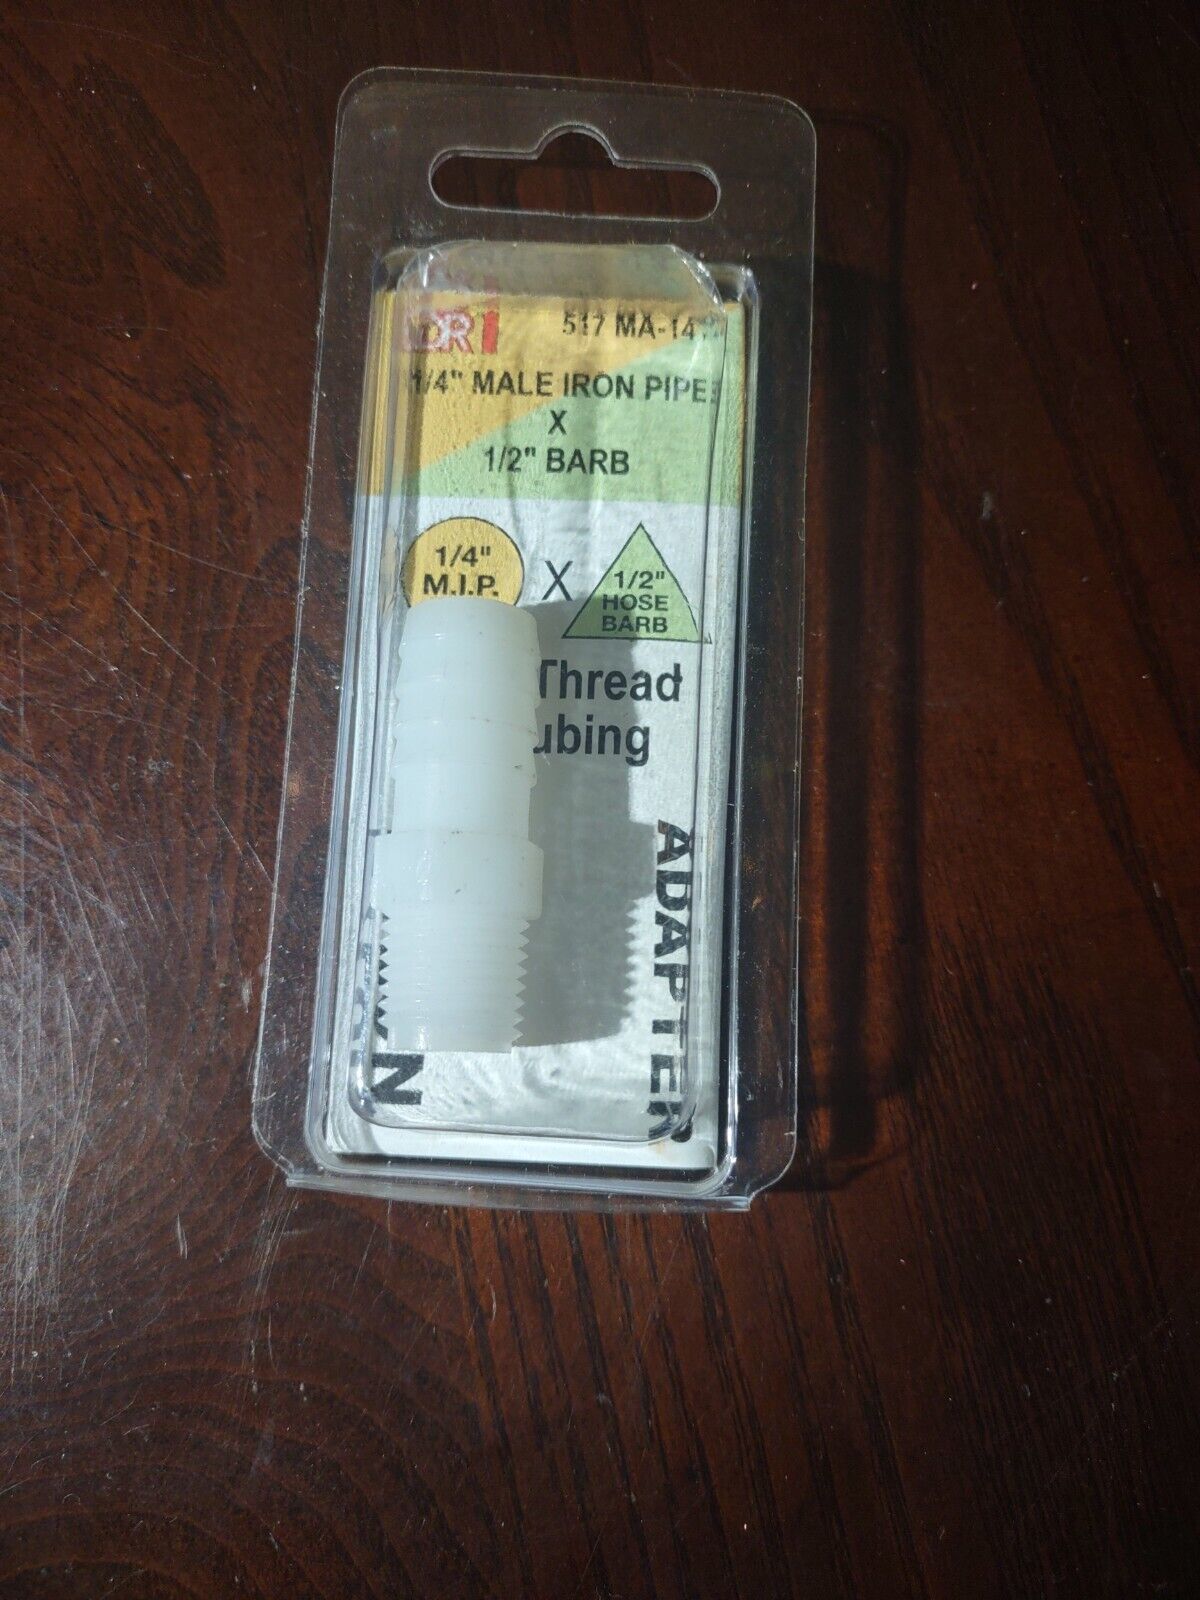 LDR
517 MA-14
1/4" MALE IRON PIPE
X
1/2" BARB
1/4"
M.I.P.
X
1/2"
HOSE
BARB
Thread
ubing
ADAPTER